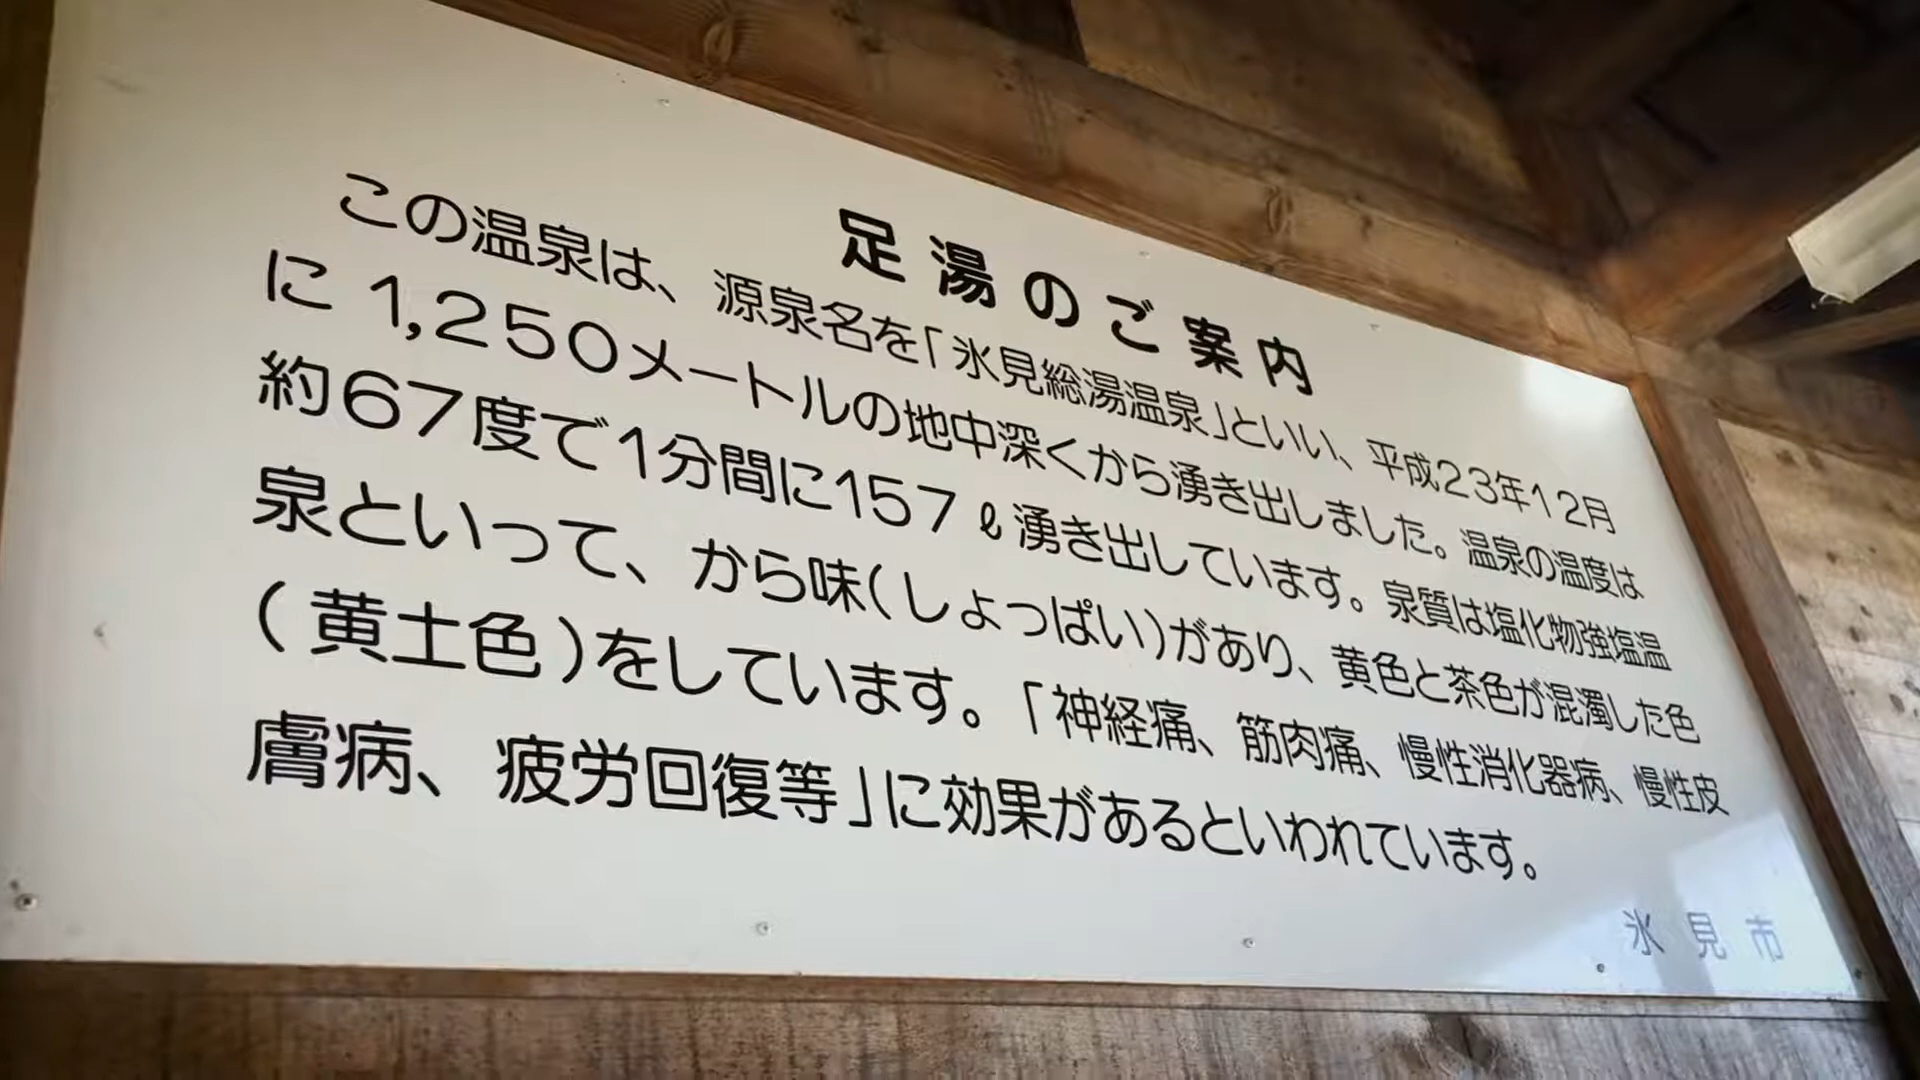 足湯のご案内
この温泉は、源泉名を「氷見総湯温泉」といい、平成23年12月
に1,250メートルの地中深くから湧き出しました。温泉の温度は
約67度で1分間に157ℓ湧き出しています。泉質は塩化物強塩温
泉といって、から味(しょっぱい)があり、黄色と茶色が混濁した色
(黄土色)をしています。「神経痛、筋肉痛、慢性消化器病、慢性皮
膚病、疲労回復等」に効果があるといわれています。
氷見市